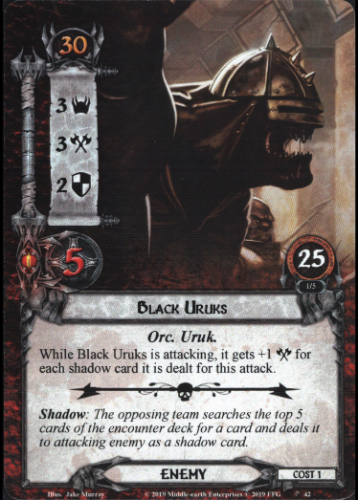 30
3
3
2
5
25
1/5
Black Uruks
Orc. Uruk.
While Black Uruks is attacking, it gets +1 for
each shadow card it is dealt for this attack.
Shadow: The opposing team searches the top 5
cards of the encounter deck for a card and deals it
to attacking enemy as a shadow card.
ENEMY
COST 1
Illus. Jake Murray
© 2019 Middle-earth Enterprises
© 2019 FFG
42